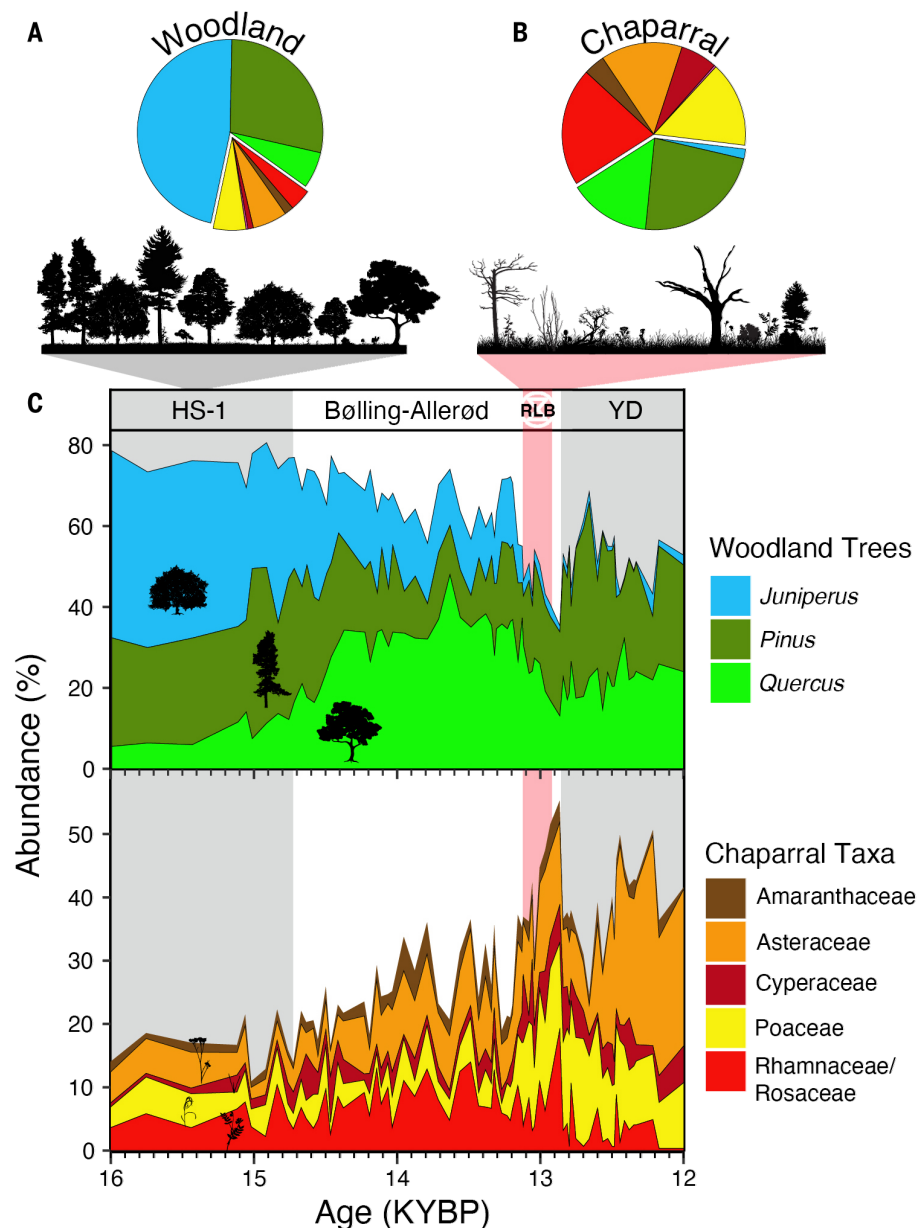 A
Woodland
B
Chaparral
C
HS-1
Bølling-Allerød
RLB
YD
80
60
40
20
0
Woodland Trees
Juniperus
Pinus
Quercus
Abundance (%)
50
40
30
20
10
0
Chaparral Taxa
Amaranthaceae
Asteraceae
Cyperaceae
Poaceae
Rhamnaceae/
Rosaceae
16
15
14
13
12
Age (KYBP)